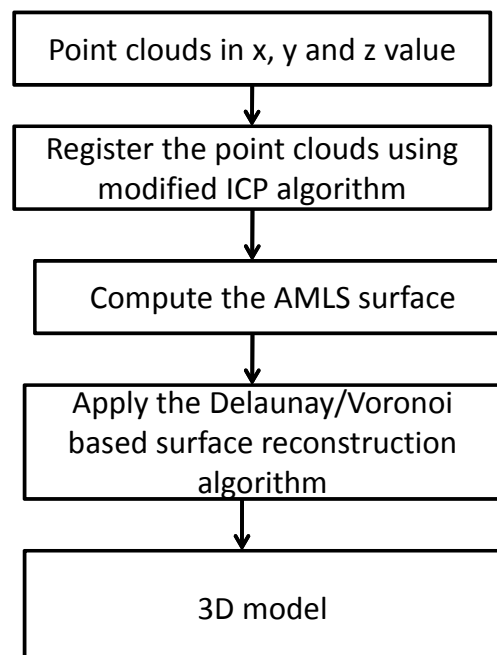 Point clouds in x, y and z value
Register the point clouds using
modified ICP algorithm
Compute the AMLS surface
Apply the Delaunay/Voronoi
based surface reconstruction
algorithm
3D model